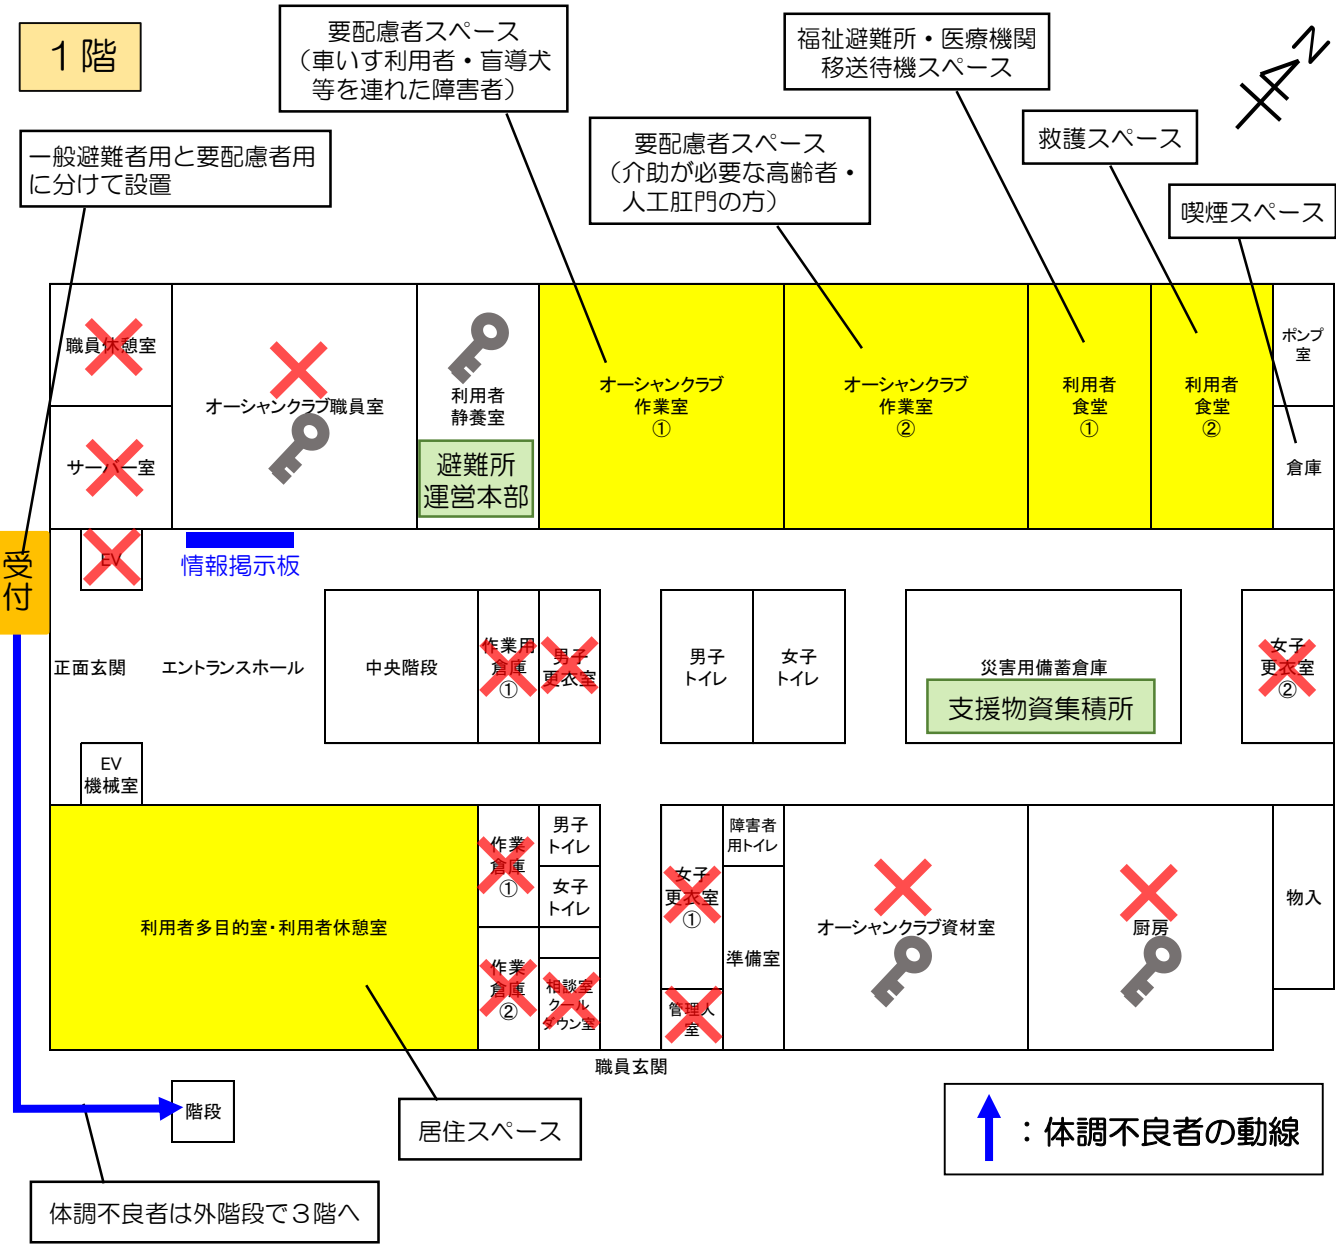 1階
要配慮者スペース
（車いす利用者・盲導犬
等を連れた障害者）
福祉避難所・医療機関
移送待機スペース
N
一般避難者用と要配慮者用
に分けて設置
要配慮者スペース
（介助が必要な高齢者・
人工肛門の方）
救護スペース
喫煙スペース
職員休憩室
オーシャンクラブ職員室
利用者
静養室
避難所
運営本部
オーシャンクラブ
作業室
①
オーシャンクラブ
作業室
②
利用者
食堂
①
利用者
食堂
②
ポンプ
室
サーバー室
倉庫
受
付
EV
情報掲示板
正面玄関
エントランスホール
中央階段
作業用
倉庫
①
男子
更衣室
男子
トイレ
女子
トイレ
災害用備蓄倉庫
支援物資集積所
女子
更衣室
②
EV
機械室
利用者多目的室・利用者休憩室
作業
倉庫
①
男子
トイレ
女子
トイレ
作業
倉庫
②
相談室
クール
ダウン室
女子
更衣室
①
障害者
用トイレ
準備室
管理人
室
オーシャンクラブ資材室
厨房
物入
職員玄関
階段
居住スペース
：体調不良者の動線
体調不良者は外階段で３階へ